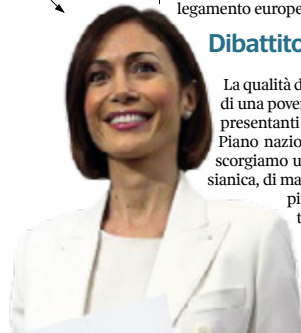 legamento europe
Dibattito
La qualità d
di una pover
presentanti
Piano nazio
scorgiamo u
sianica, di ma
pi
t